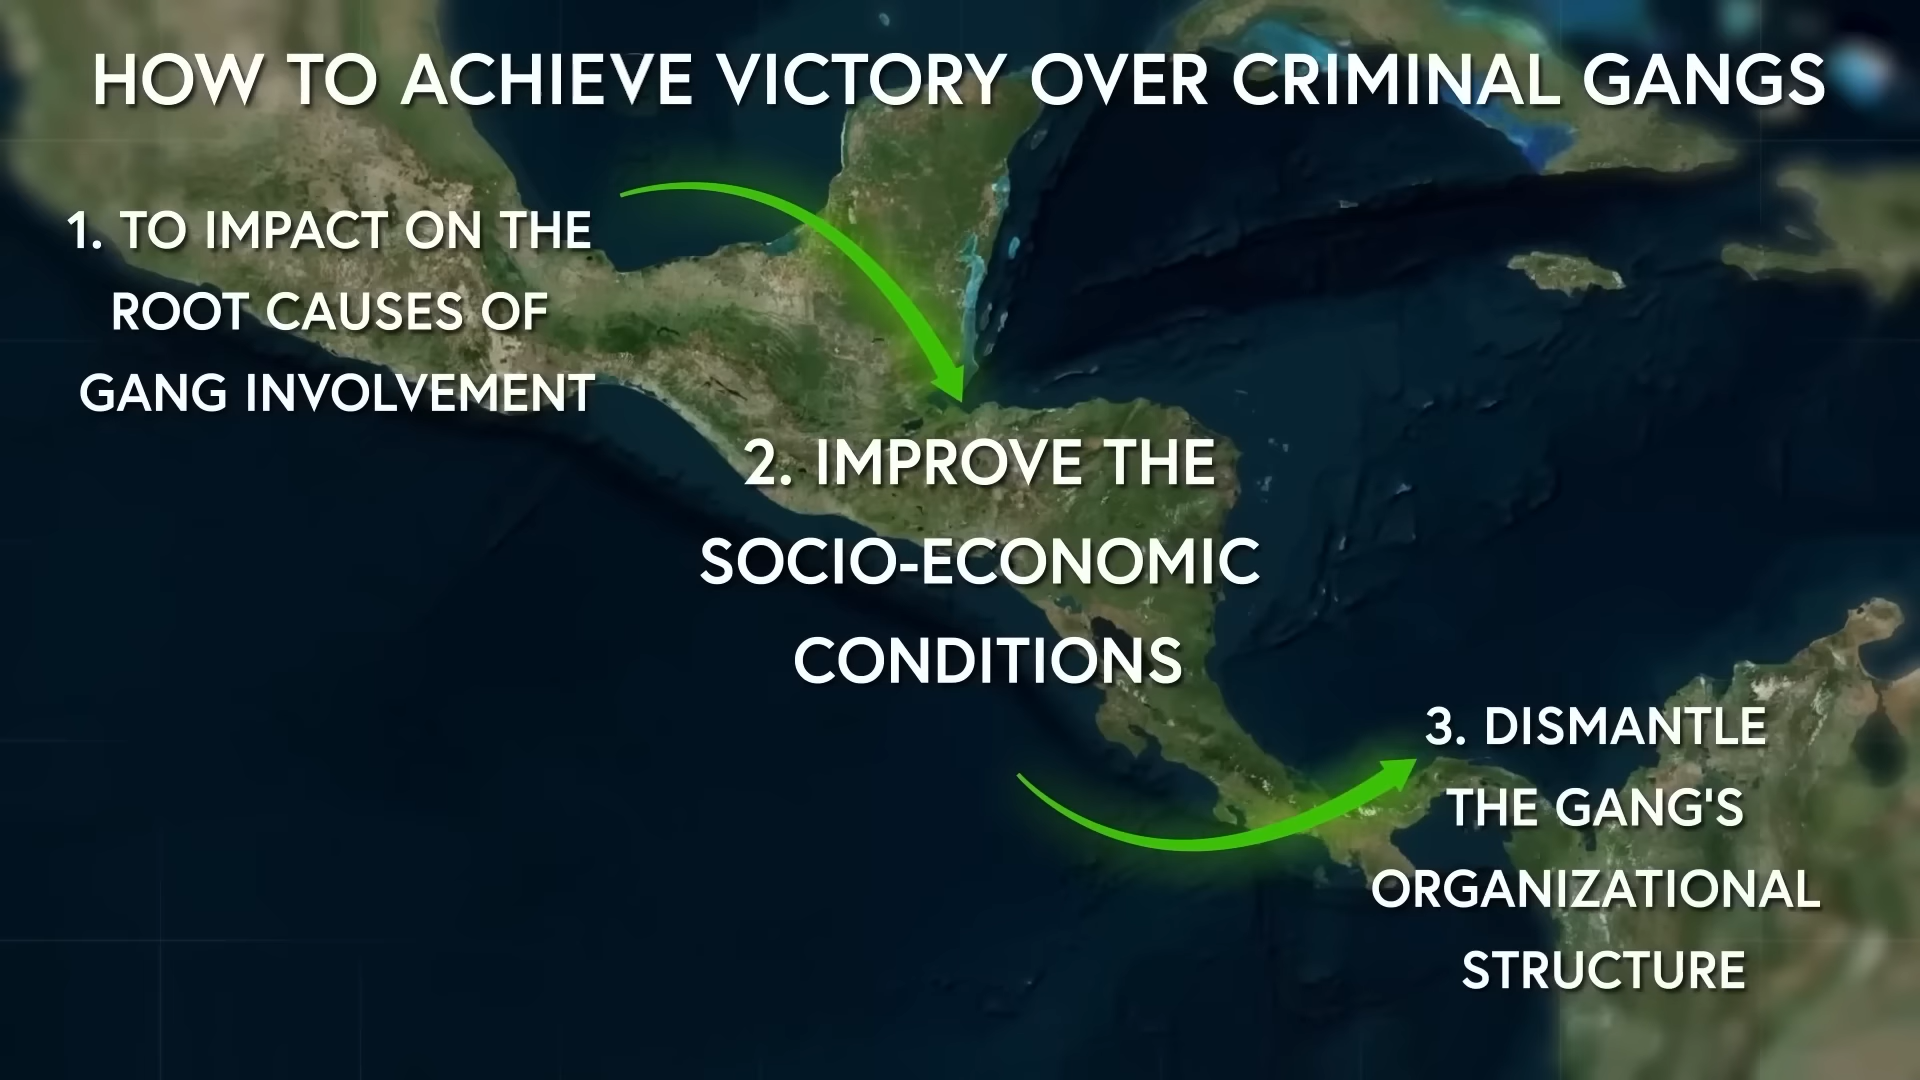 HOW TO ACHIEVE VICTORY OVER CRIMINAL GANGS
1. TO IMPACT ON THE
ROOT CAUSES OF
GANG INVOLVEMENT
2. IMPROVE THE
SOCIO-ECONOMIC
CONDITIONS
3. DISMANTLE
THE GANG'S
ORGANIZATIONAL
STRUCTURE